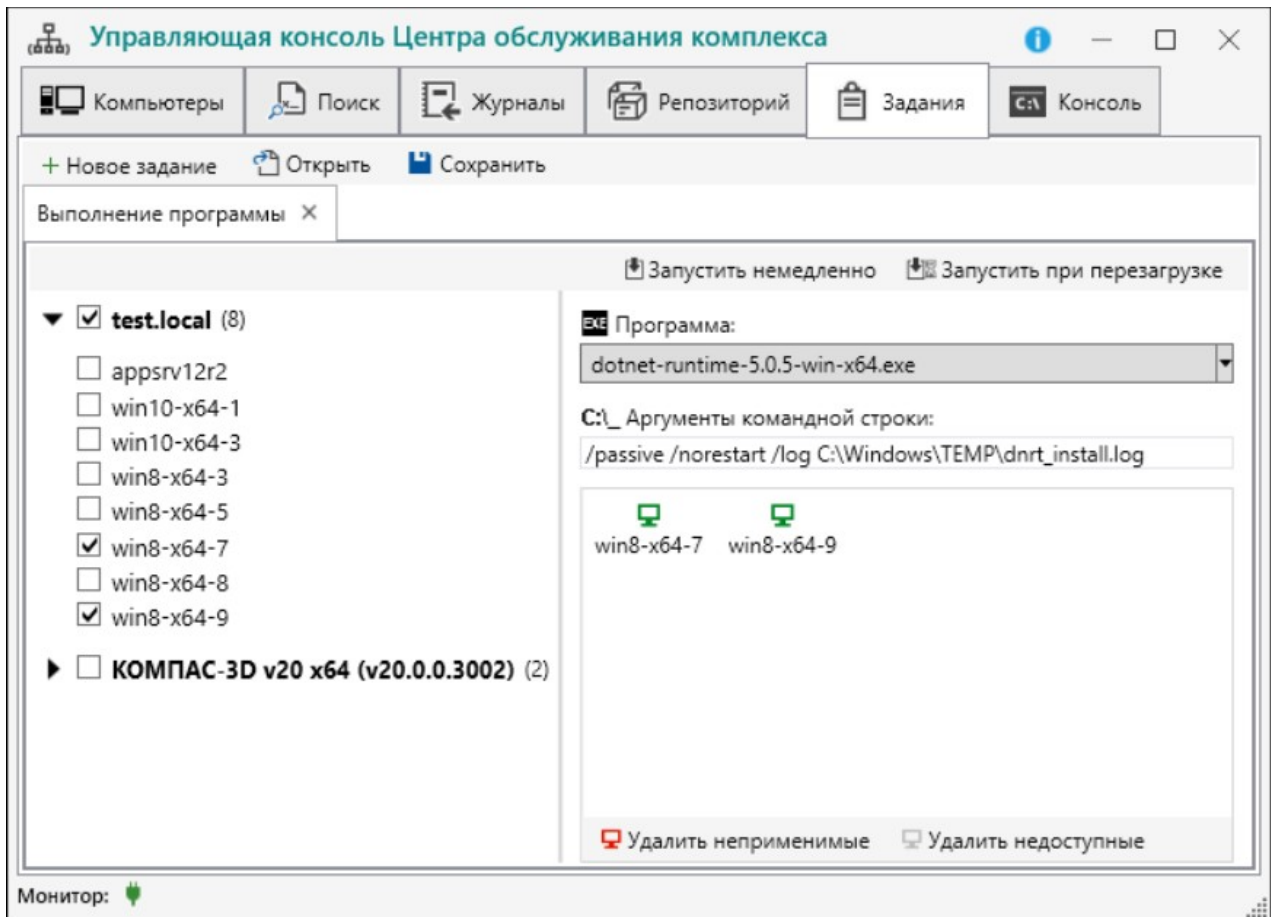 Управляющая консоль Центра обслуживания комплекса
Компьютеры Поиск Журналы Репозиторий Задания C:\ Консоль
+ Новое задание Открыть Сохранить
Выполнение программы ×
Запустить немедленно Запустить при перезагрузке
test.local (8)
appsrv12r2
win10-x64-1
win10-x64-3
win8-x64-3
win8-x64-5
win8-x64-7
win8-x64-8
win8-x64-9
КОМПАС-3D v20 x64 (v20.0.0.3002) (2)
EXE Программа:
dotnet-runtime-5.0.5-win-x64.exe
C:\_ Аргументы командной строки:
/passive /norestart /log C:\Windows\TEMP\dnrt_install.log
win8-x64-7 win8-x64-9
Удалить неприменимые Удалить недоступные
Монитор: